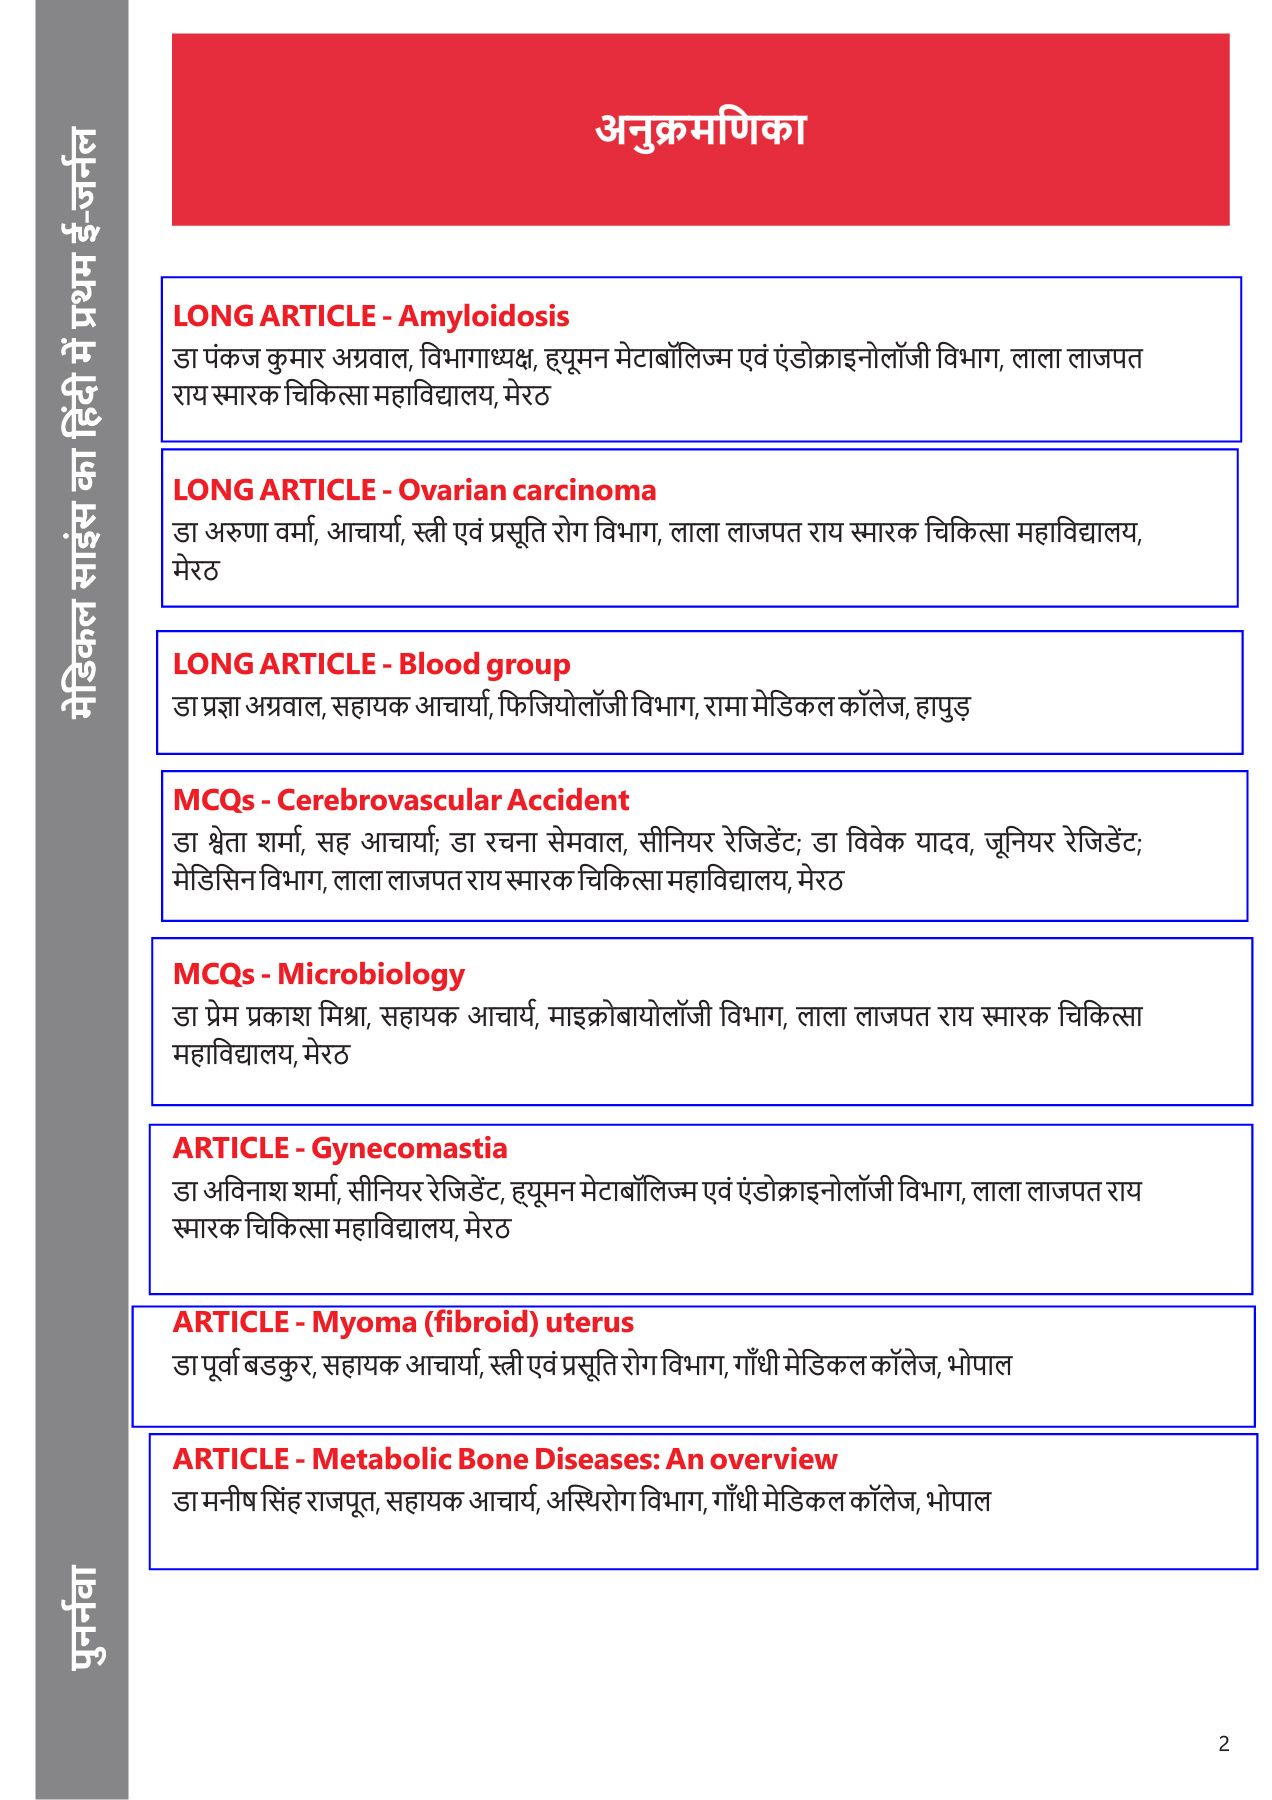 मेडिकल साइंस का हिंदी में प्रथम ई-जर्नल
पुनर्नवा
अनुक्रमणिका
LONG ARTICLE - Amyloidosis
डा पंकज कुमार अग्रवाल, विभागाध्यक्ष, ह्यूमन मेटाबॉलिज्म एवं एंडोक्राइनोलॉजी विभाग, लाला लाजपत
राय स्मारक चिकित्सा महाविद्यालय, मेरठ
LONG ARTICLE - Ovarian carcinoma
डा अरुणा वर्मा, आचार्या, स्त्री एवं प्रसूति रोग विभाग, लाला लाजपत राय स्मारक चिकित्सा महाविद्यालय,
मेरठ
LONG ARTICLE - Blood group
डा प्रज्ञा अग्रवाल, सहायक आचार्या, फिजियोलॉजी विभाग, रामा मेडिकल कॉलेज, हापुड़
MCQs - Cerebrovascular Accident
डा श्वेता शर्मा, सह आचार्या; डा रचना सेमवाल, सीनियर रेजिडेंट; डा विवेक यादव, जूनियर रेजिडेंट;
मेडिसिन विभाग, लाला लाजपत राय स्मारक चिकित्सा महाविद्यालय, मेरठ
MCQs - Microbiology
डा प्रेम प्रकाश मिश्रा, सहायक आचार्य, माइक्रोबायोलॉजी विभाग, लाला लाजपत राय स्मारक चिकित्सा
महाविद्यालय, मेरठ
ARTICLE - Gynecomastia
डा अविनाश शर्मा, सीनियर रेजिडेंट, ह्यूमन मेटाबॉलिज्म एवं एंडोक्राइनोलॉजी विभाग, लाला लाजपत राय
स्मारक चिकित्सा महाविद्यालय, मेरठ
ARTICLE - Myoma (fibroid) uterus
डा पूर्वा बडकुर, सहायक आचार्या, स्त्री एवं प्रसूति रोग विभाग, गाँधी मेडिकल कॉलेज, भोपाल
ARTICLE - Metabolic Bone Diseases: An overview
डा मनीष सिंह राजपूत, सहायक आचार्य, अस्थिरोग विभाग, गाँधी मेडिकल कॉलेज, भोपाल
2